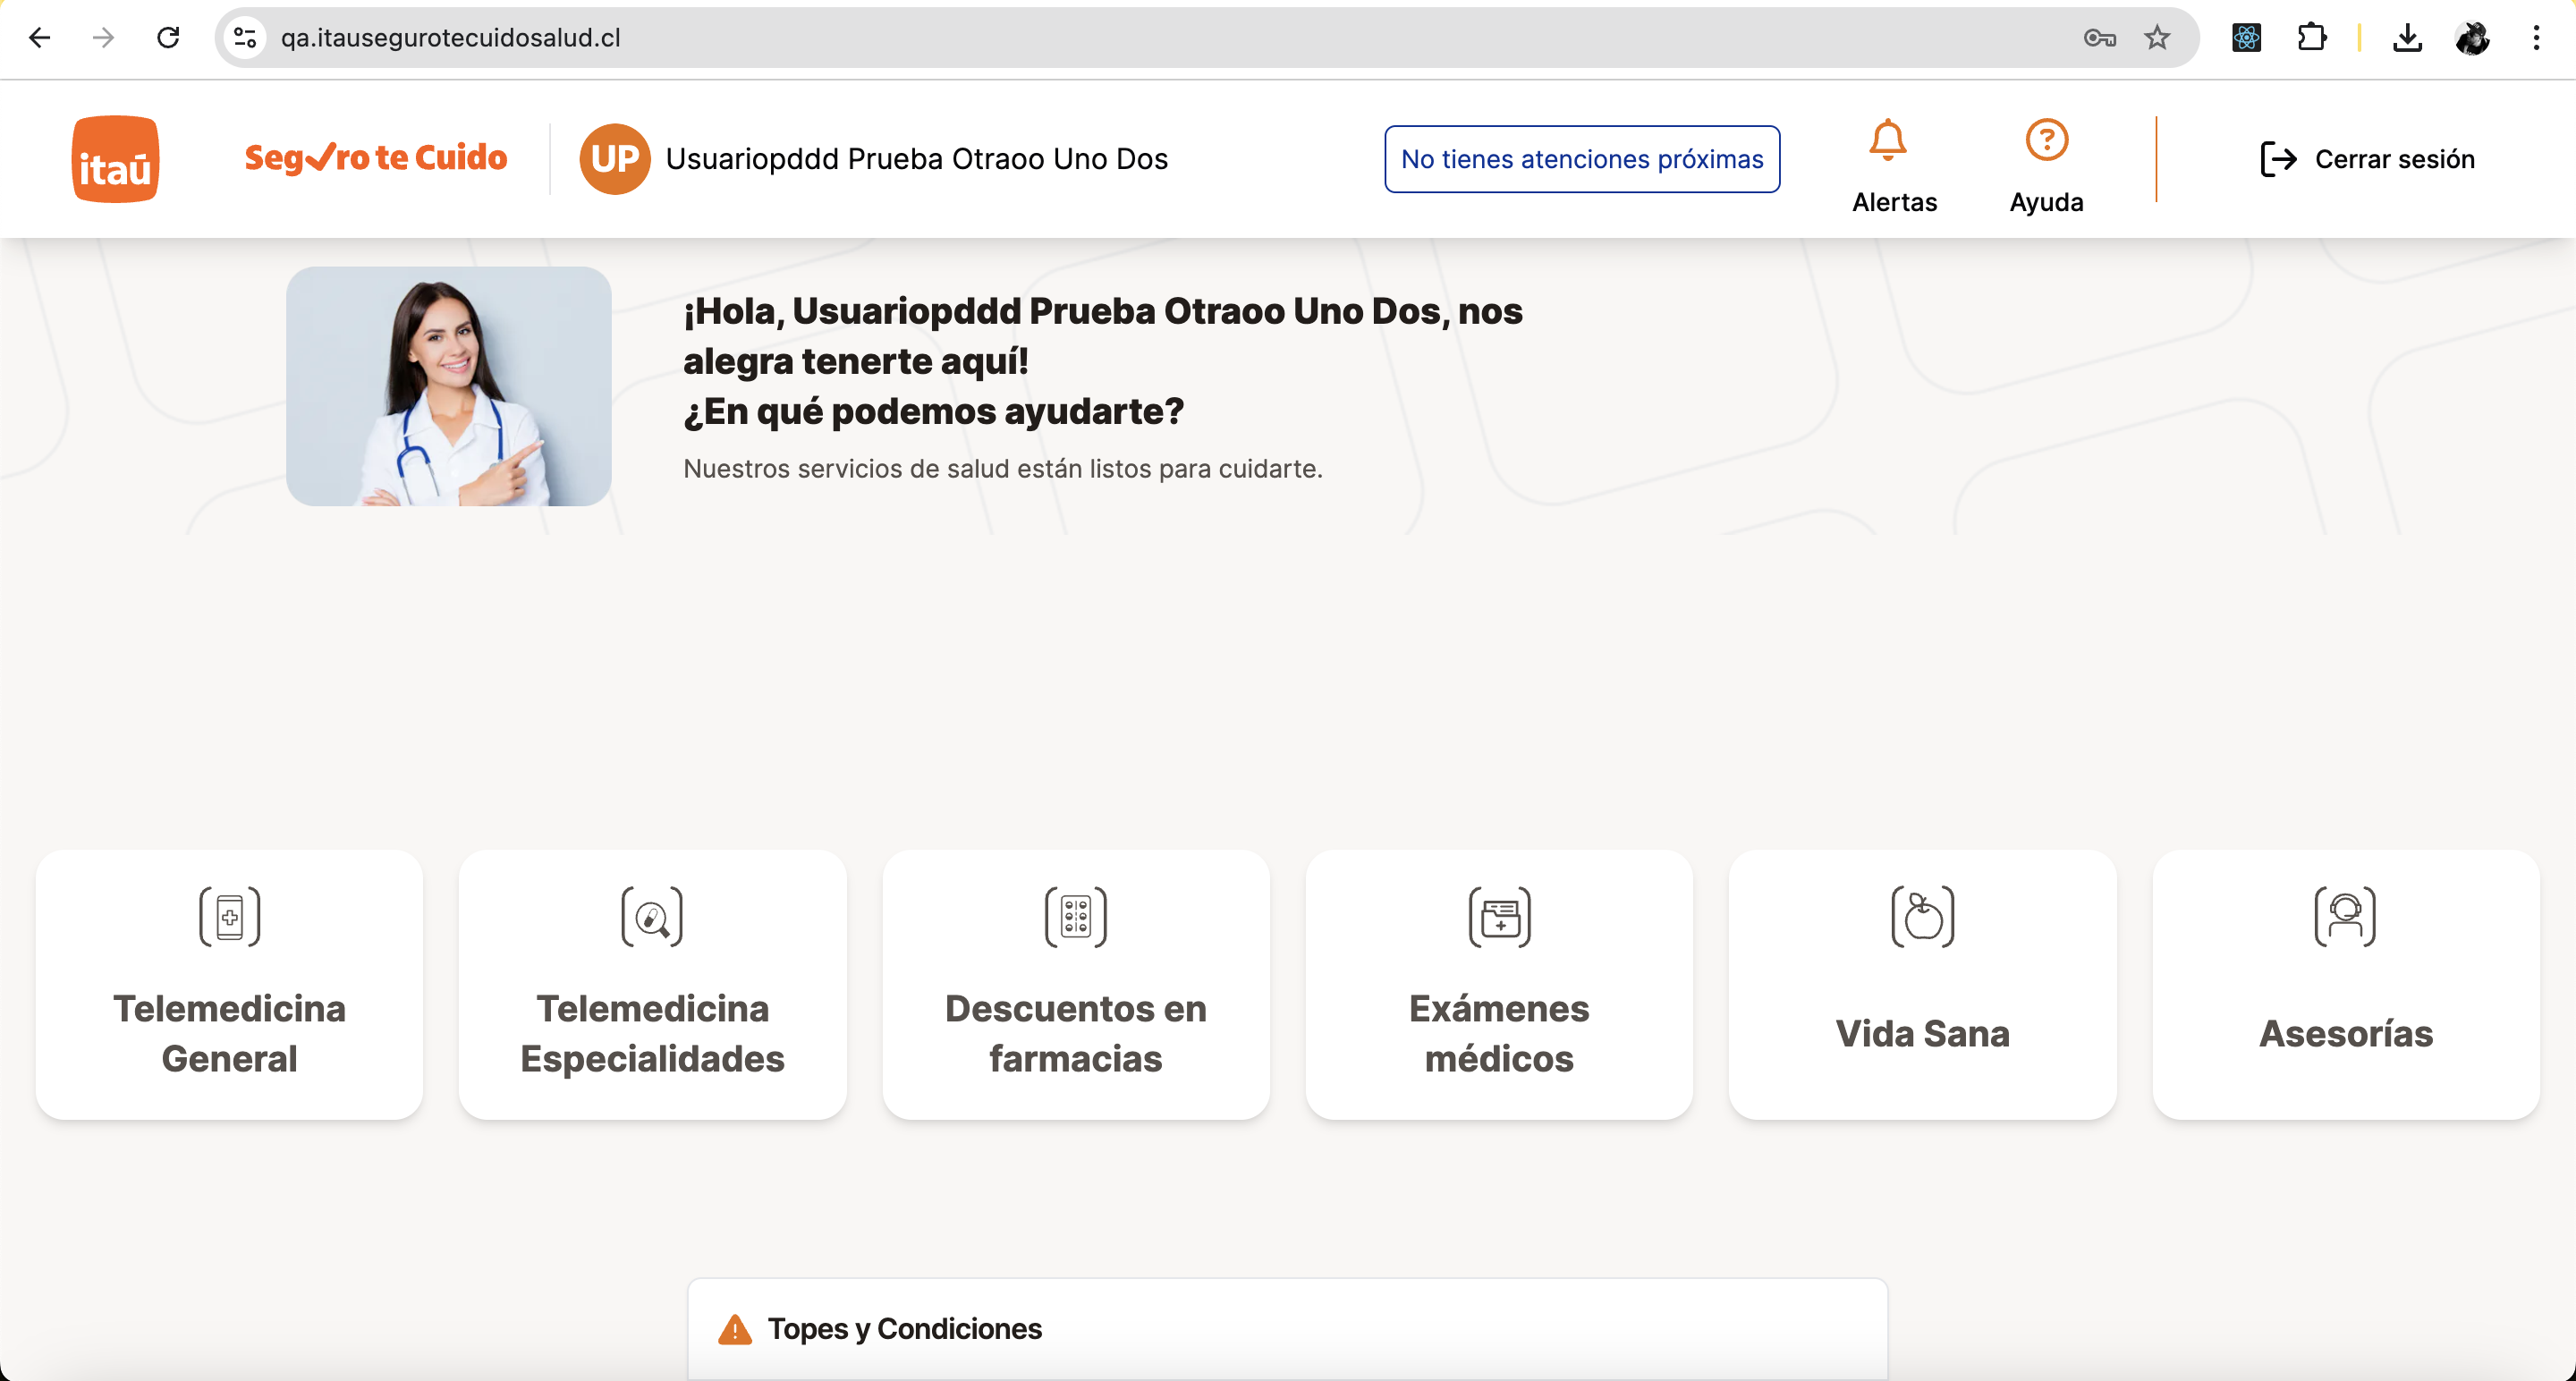 qa.itausegurotecuidosalud.cl
itaú
Seguro te Cuido
UP
Usuariopddd Prueba Otraoo Uno Dos
No tienes atenciones próximas
Alertas
Ayuda
Cerrar sesión
¡Hola, Usuariopddd Prueba Otraoo Uno Dos, nos
alegra tenerte aquí!
¿En qué podemos ayudarte?
Nuestros servicios de salud están listos para cuidarte.
Telemedicina
General
Telemedicina
Especialidades
Descuentos en
farmacias
Exámenes
médicos
Vida Sana
Asesorías
Topes y Condiciones